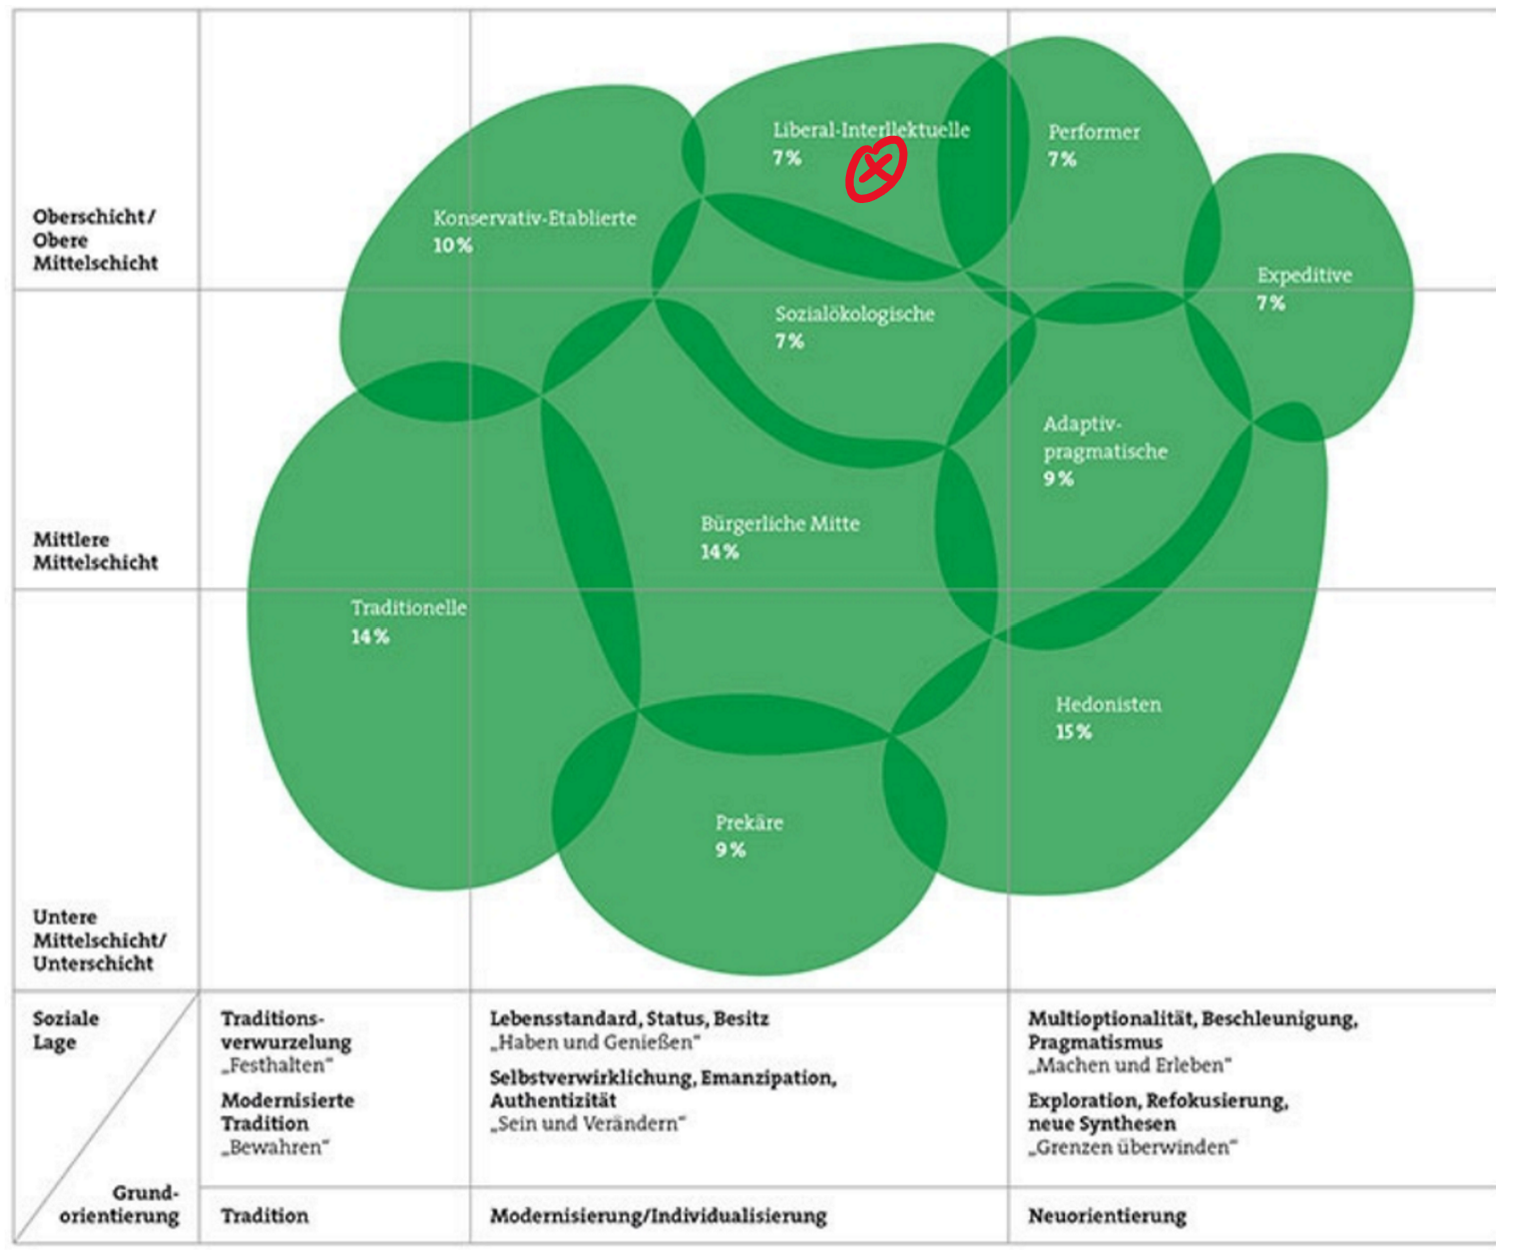 Liberal-Interllektuelle
7%
Performer
7%
Konservativ-Etablierte
10%
Oberschicht/
Obere
Mittelschicht
Expeditive
7%
Sozialökologische
7%
Adaptiv-
pragmatische
9%
Bürgerliche Mitte
14%
Mittlere
Mittelschicht
Traditionelle
14%
Hedonisten
15%
Prekäre
9%
Untere
Mittelschicht/
Unterschicht
Soziale
Lage
Traditions-
verwurzelung
„Festhalten“
Modernisierte
Tradition
„Bewahren“
Lebensstandard, Status, Besitz
„Haben und Genießen“
Selbstverwirklichung, Emanzipation,
Authentizität
„Sein und Verändern“
Multioptionalität, Beschleunigung,
Pragmatismus
„Machen und Erleben“
Exploration, Refokusierung,
neue Synthesen
„Grenzen überwinden“
Grund-
orientierung
Tradition
Modernisierung/Individualisierung
Neuorientierung